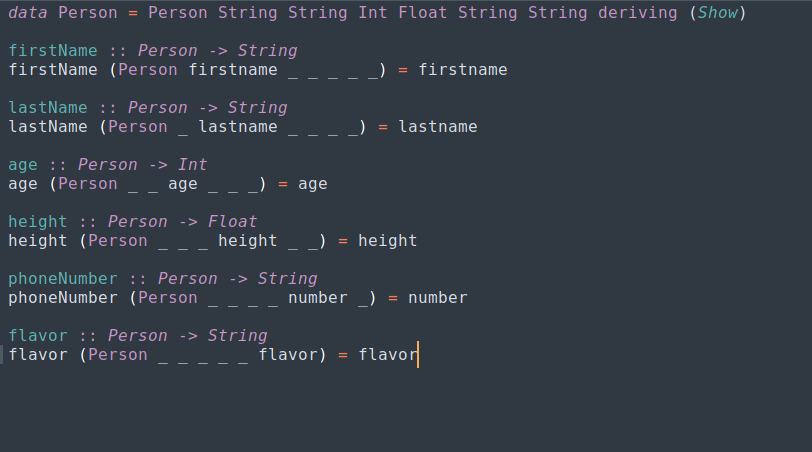 data Person = Person String String Int Float String String deriving (Show)
firstName :: Person -> String
firstName (Person firstname _ _ _ _ _) = firstname
lastName :: Person -> String
lastName (Person _ lastname _ _ _ _) = lastname
age :: Person -> Int
age (Person _ _ age _ _ _) = age
height :: Person -> Float
height (Person _ _ _ height _ _) = height
phoneNumber :: Person -> String
phoneNumber (Person _ _ _ _ number _) = number
flavor :: Person -> String
flavor (Person _ _ _ _ _ flavor) = flavor